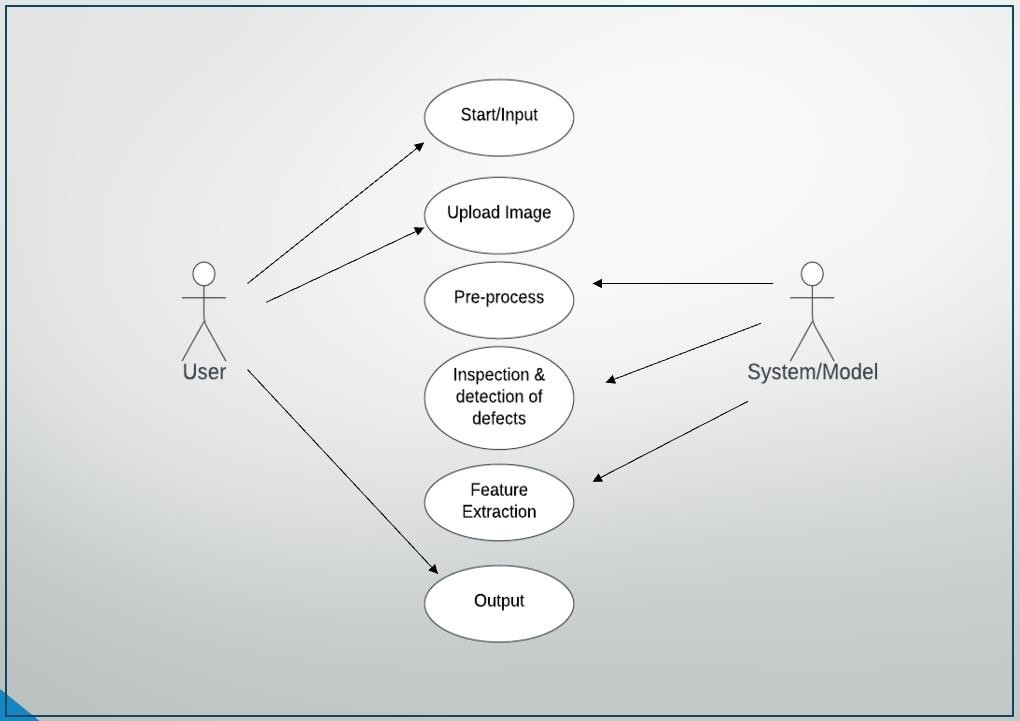 Start/Input
Upload Image
Pre-process
User
System/Model
Inspection &
detection of
defects
Feature
Extraction
Output